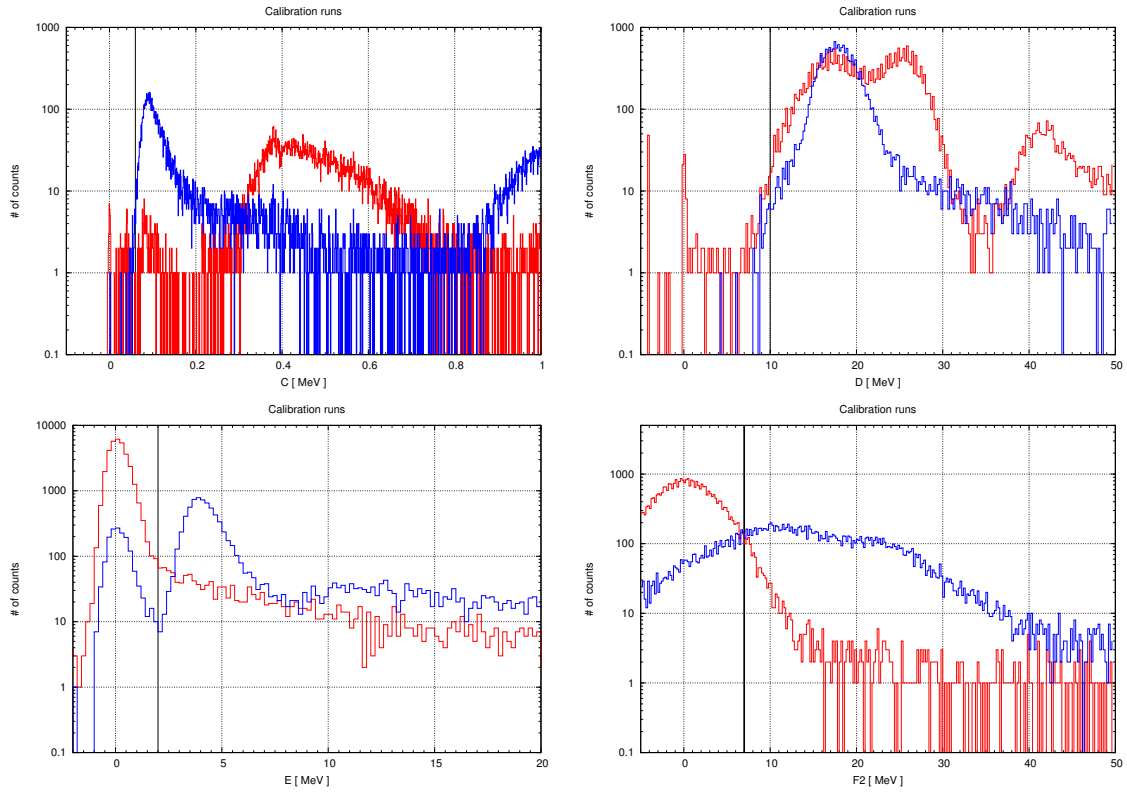 Calibration runs
1000
100
10
1
0.1
# of counts
0 0.2 0.4 0.6 0.8 1
C [ MeV ]
Calibration runs
1000
100
10
1
0.1
# of counts
0 10 20 30 40 50
D [ MeV ]
Calibration runs
10000
1000
100
10
1
0.1
# of counts
0 5 10 15 20
E [ MeV ]
Calibration runs
1000
100
10
1
0.1
# of counts
0 10 20 30 40 50
F2 [ MeV ]